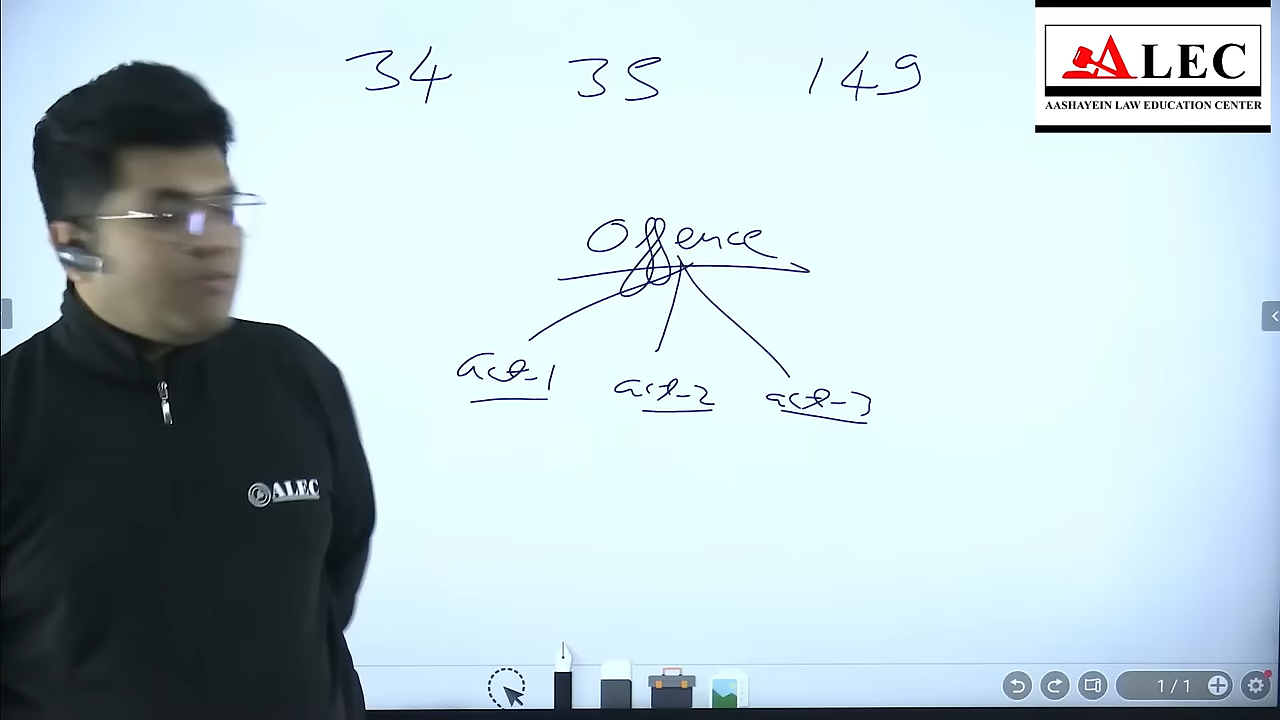 34 35 149
ALEC
AASHAYEIN LAW EDUCATION CENTER
Offence
act-1 act-2 act-3
ALEC
1/1